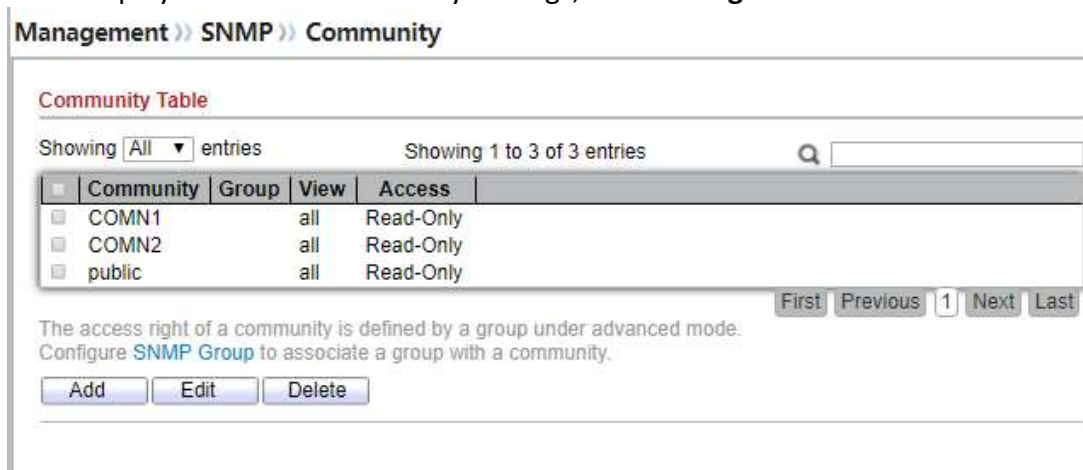 Management » SNMP » Community
Community Table
Showing All ▼ entries Showing 1 to 3 of 3 entries
Community Group View Access
COMN1 all Read-Only
COMN2 all Read-Only
public all Read-Only
First Previous 1 Next Last
The access right of a community is defined by a group under advanced mode.
Configure SNMP Group to associate a group with a community.
Add Edit Delete